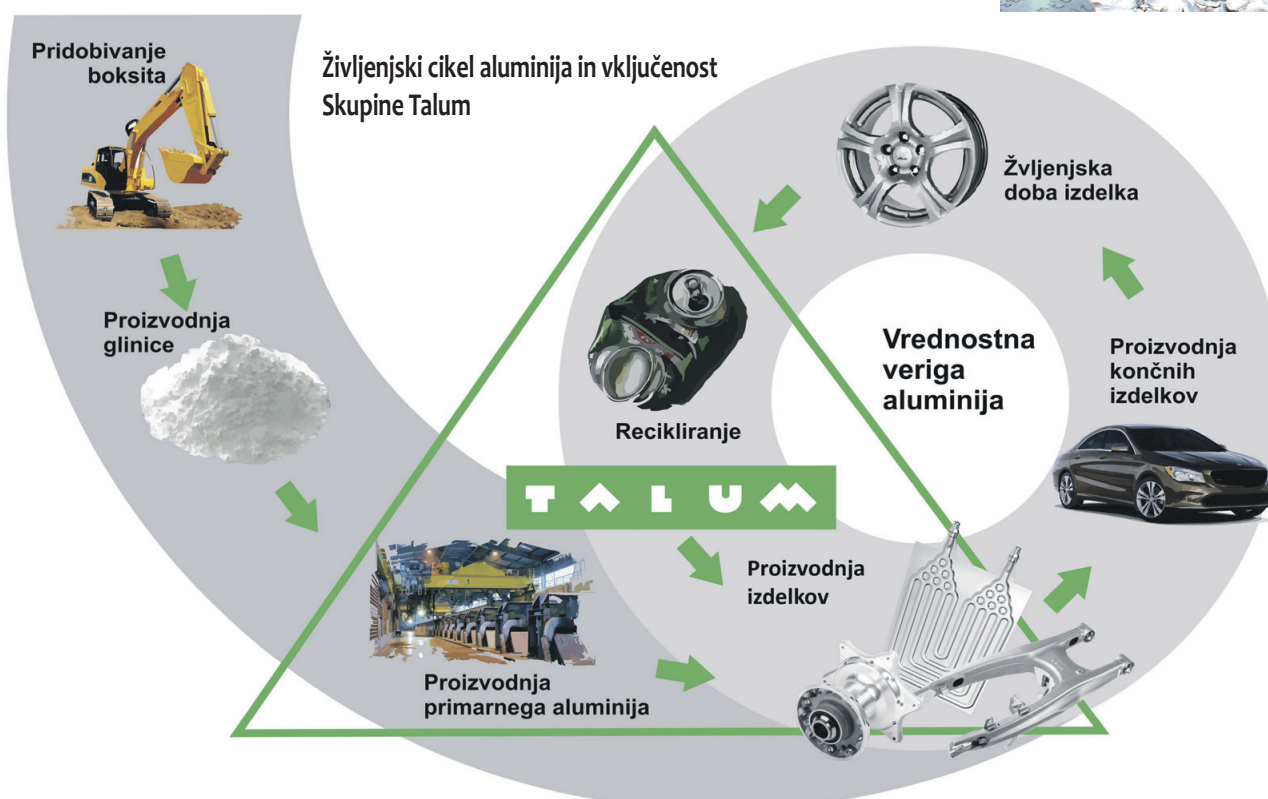 Življenjski cikel aluminija in vključenost
Skupine Talum
Pridobivanje
boksita
Proizvodnja
glinice
Proizvodnja
primarnega aluminija
TALUM
Recikliranje
Proizvodnja
izdelkov
Vrednostna
veriga
aluminija
Proizvodnja
končnih
izdelkov
Žvljenjska
doba izdelka